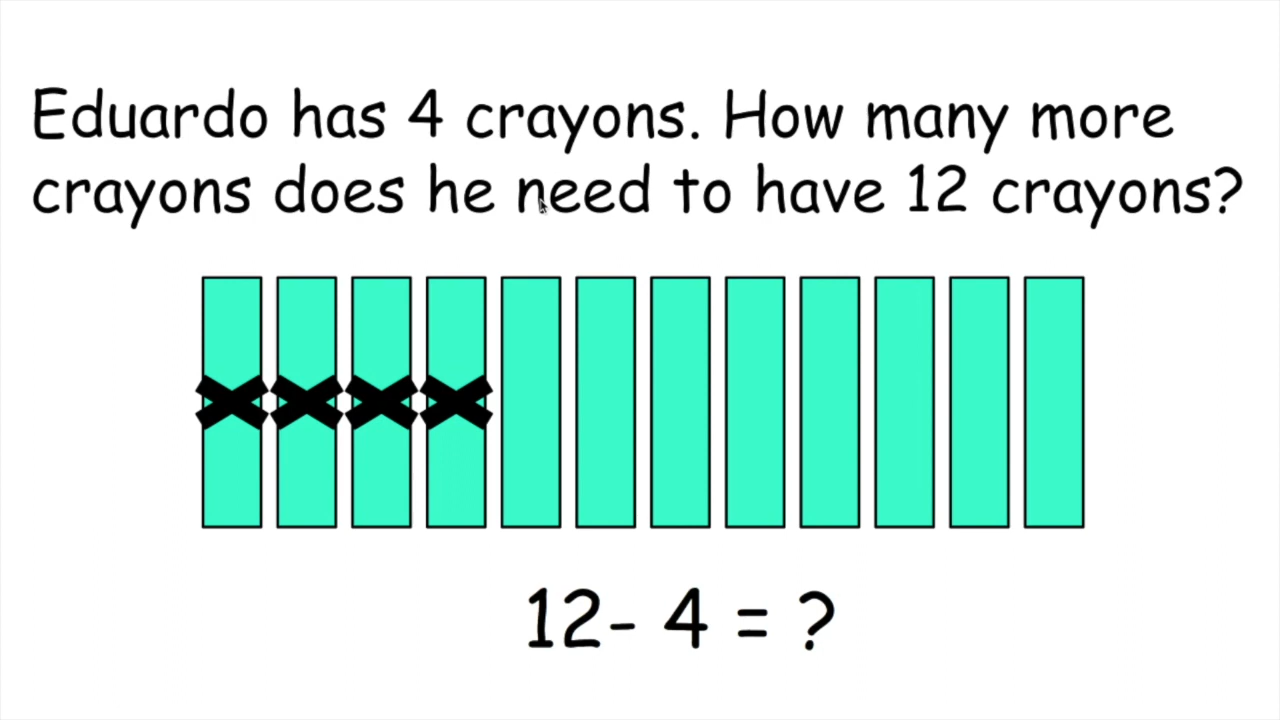 Eduardo has 4 crayons. How many more
crayons does he need to have 12 crayons?
12- 4 = ?